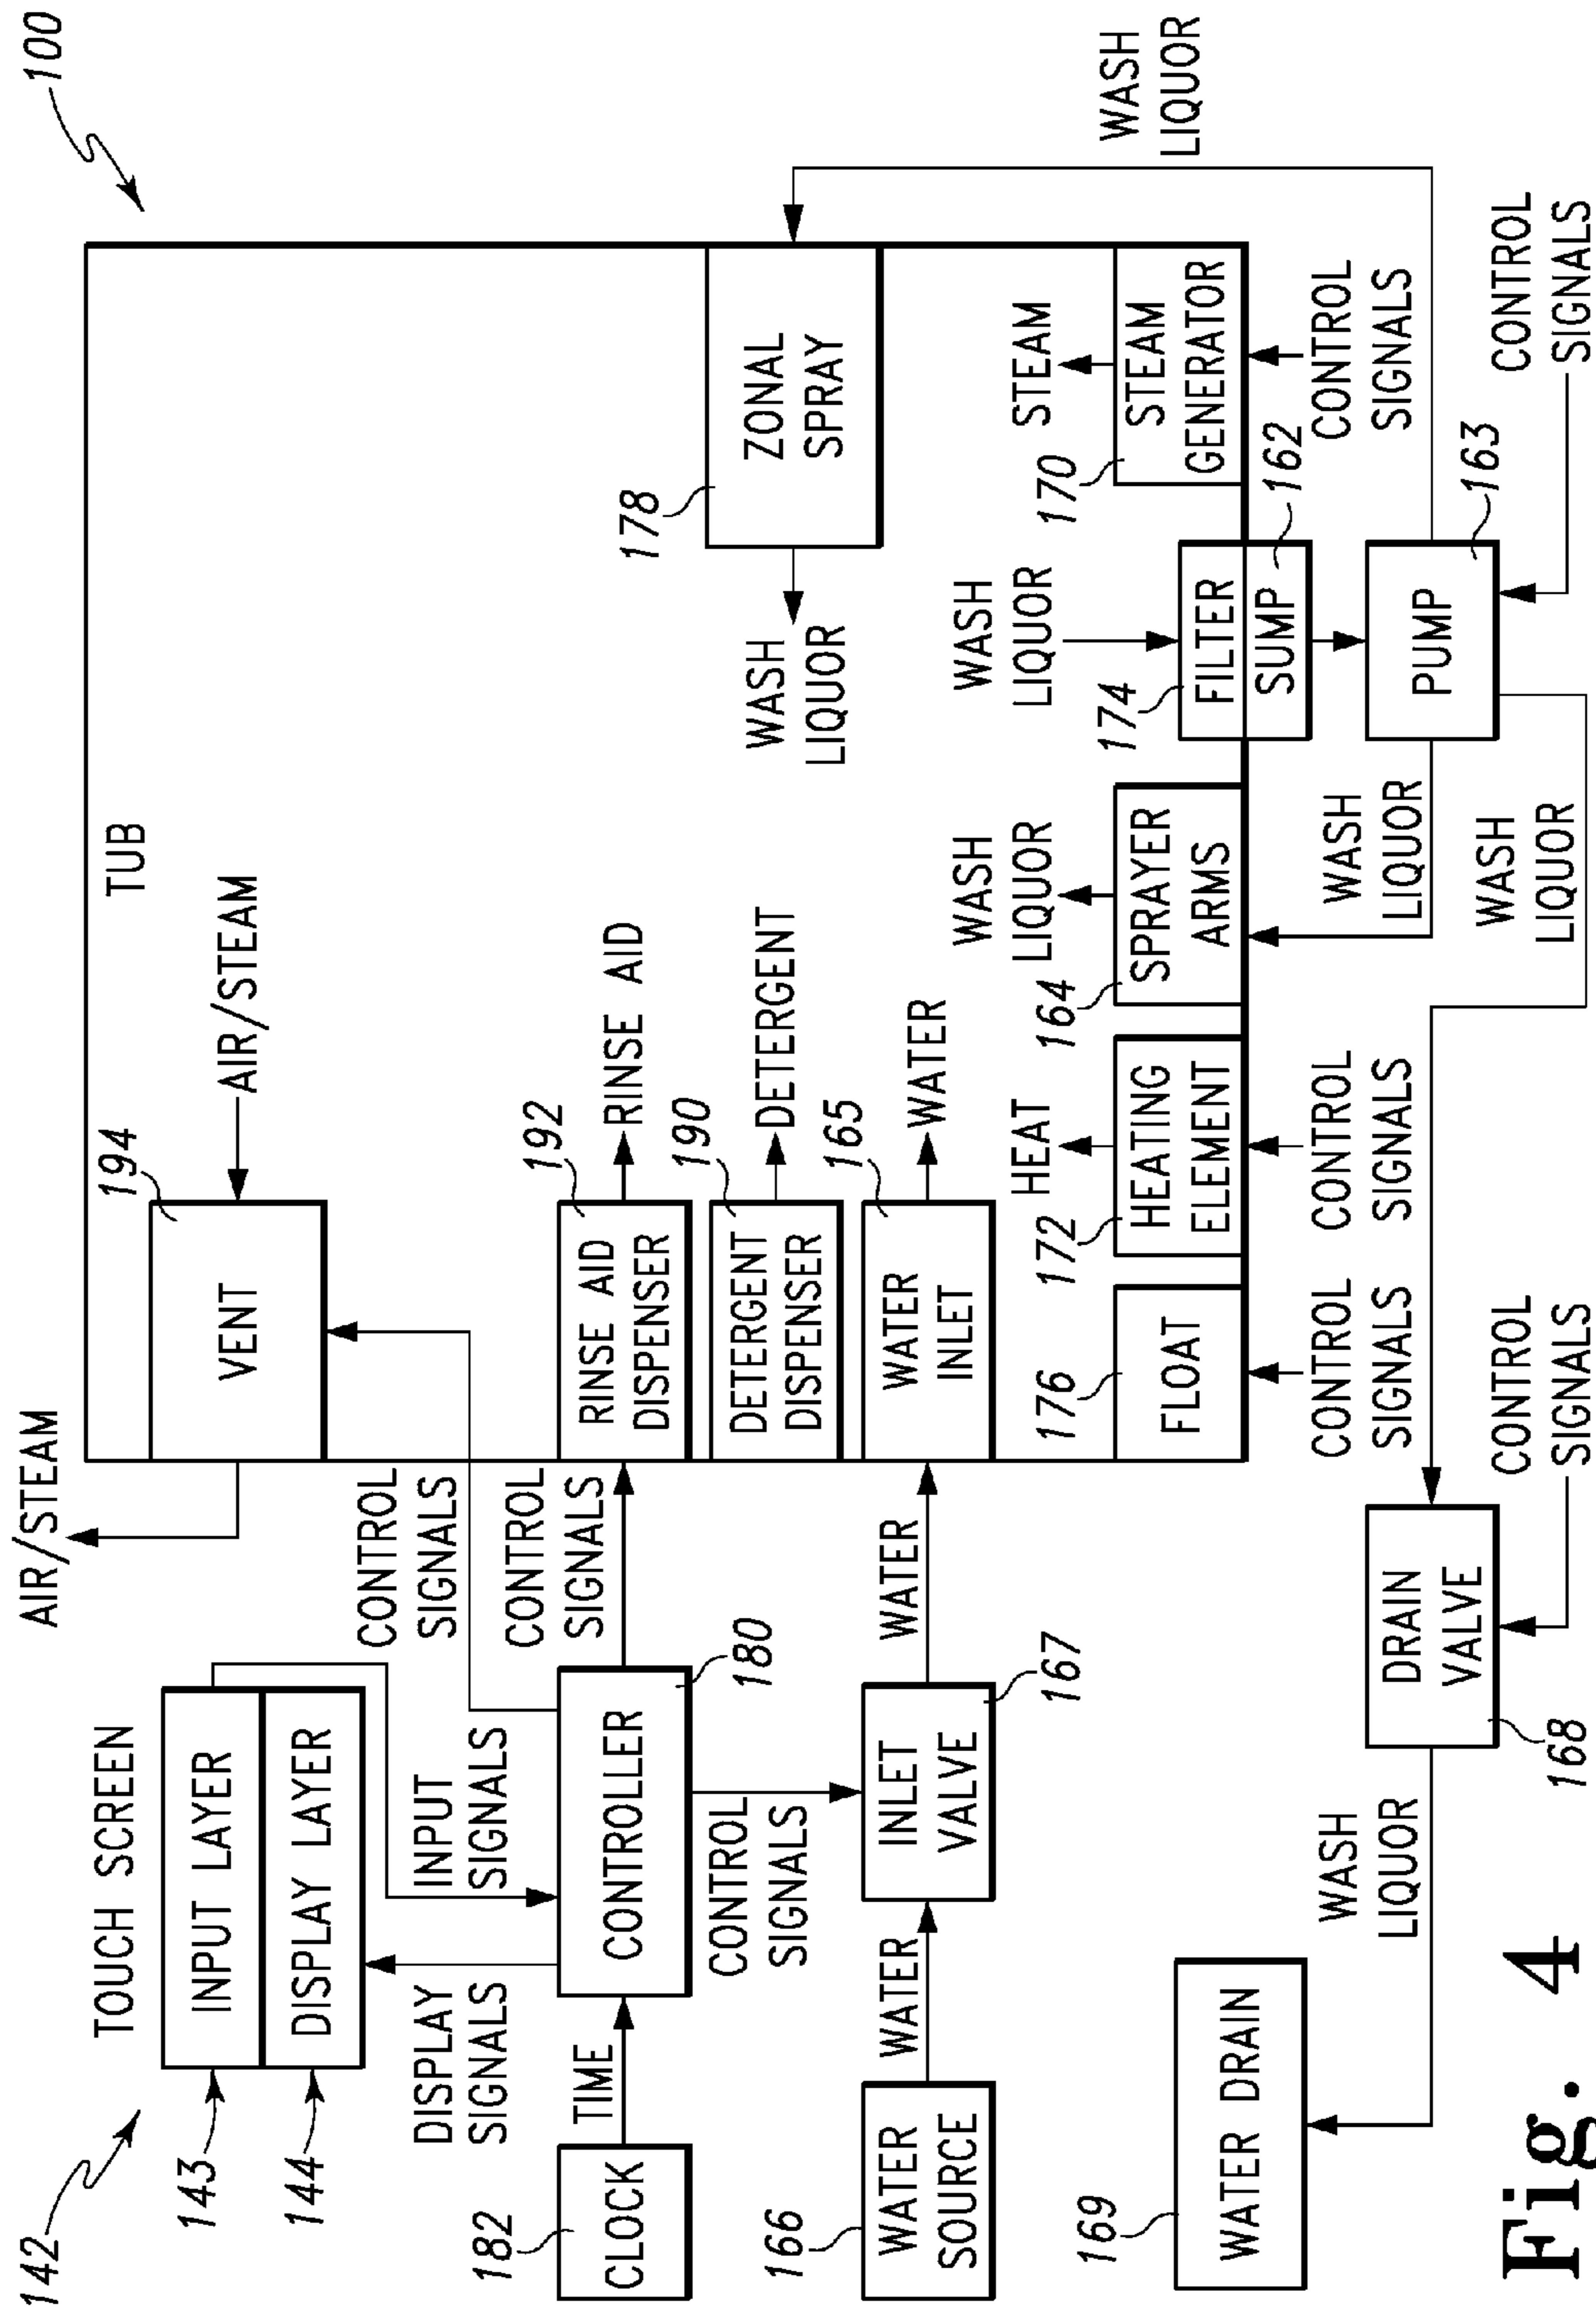 100
142
TOUCH SCREEN
143
INPUT LAYER
144
DISPLAY LAYER
AIR/STEAM
194
VENT
AIR/STEAM
TUB
DISPLAY
SIGNALS
INPUT
SIGNALS
CONTROL
SIGNALS
182
CLOCK
TIME
CONTROLLER
180
CONTROL
SIGNALS
RINSE AID
DISPENSER
192
RINSE AID
CONTROL
SIGNALS
DETERGENT
DISPENSER
190
DETERGENT
166
WATER
SOURCE
WATER
INLET
VALVE
167
WATER
WATER
INLET
165
WATER
178
ZONAL
SPRAY
WASH
LIQUOR
WASH
LIQUOR
176
FLOAT
172
HEATING
ELEMENT
HEAT
164
SPRAYER
ARMS
WASH
LIQUOR
174
FILTER
SUMP
162
WASH
LIQUOR
170
STEAM
GENERATOR
STEAM
CONTROL
SIGNALS
CONTROL
SIGNALS
CONTROL
SIGNALS
169
WATER DRAIN
WASH
LIQUOR
DRAIN
VALVE
168
CONTROL
SIGNALS
WASH
LIQUOR
WASH
LIQUOR
PUMP
163
CONTROL
SIGNALS
Fig. 4